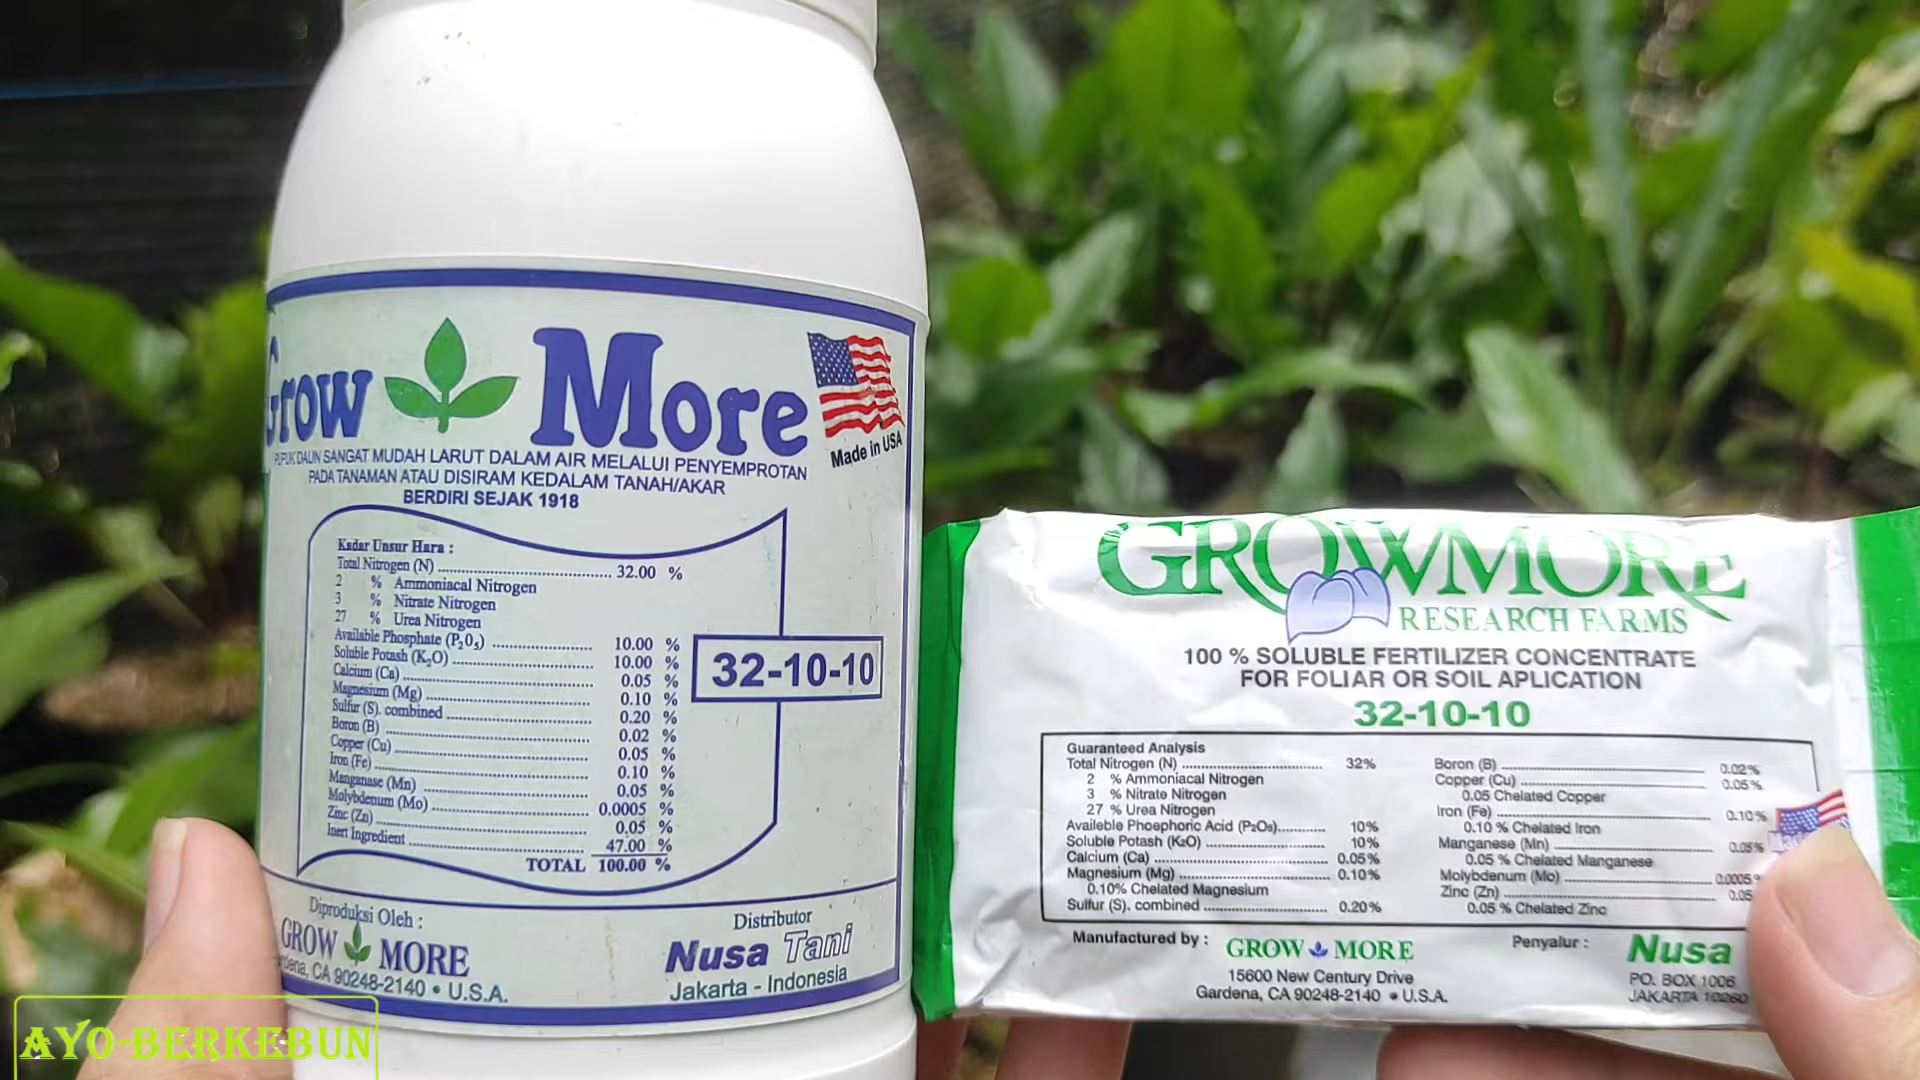 Grow More
Made in USA
PUPUK DAUN SANGAT MUDAH LARUT DALAM AIR MELALUI PENYEMPROTAN
PADA TANAMAN ATAU DISIRAM KEDALAM TANAH/AKAR
BERDIRI SEJAK 1918
Kadar Unsur Hara :
Total Nitrogen (N) 32.00 %
2 % Ammoniacal Nitrogen
3 % Nitrate Nitrogen
27 % Urea Nitrogen
Available Phosphate (P₂O₅) 10.00 %
Soluble Potash (K₂O) 10.00 %
Calcium (Ca) 0.05 %
Magnesium (Mg) 0.10 %
Sulfur (S). combined 0.20 %
Boron (B) 0.02 %
Copper (Cu) 0.05 %
Iron (Fe) 0.10 %
Manganase (Mn) 0.05 %
Molybdenum (Mo) 0.0005 %
Zinc (Zn) 0.05 %
Inert Ingredient 47.00 %
TOTAL 100.00 %
32-10-10
Diproduksi Oleh :
GROW MORE
CA 90248-2140 • U.S.A.
Distributor
Nusa Tani
Jakarta - Indonesia
GROWMORE
RESEARCH FARMS
100 % SOLUBLE FERTILIZER CONCENTRATE
FOR FOLIAR OR SOIL APLICATION
32-10-10
Guaranteed Analysis
Total Nitrogen (N) 32%
2 % Ammoniacal Nitrogen
3 % Nitrate Nitrogen
27 % Urea Nitrogen
Available Phosphoric Acid (P₂O₅) 10%
Soluble Potash (K₂O) 10%
Calcium (Ca) 0.05%
Magnesium (Mg) 0.10%
0.10% Chelated Magnesium
Sulfur (S). combined 0.20%
Boron (B) 0.02%
Copper (Cu) 0.05%
0.05 Chelated Copper
Iron (Fe) 0.10%
0.10 % Chelated Iron
Manganese (Mn) 0.05%
0.05 % Chelated Manganese
Molybdenum (Mo) 0.0005
Zinc (Zn) 0.05
0.05 % Chelated Zinc
Manufactured by : GROW MORE
15600 New Century Drive
Gardena, CA 90248-2140 • U.S.A.
Penyalur : Nusa
PO. BOX 1006
JAKARTA 10260
AYO-BERKEBUN